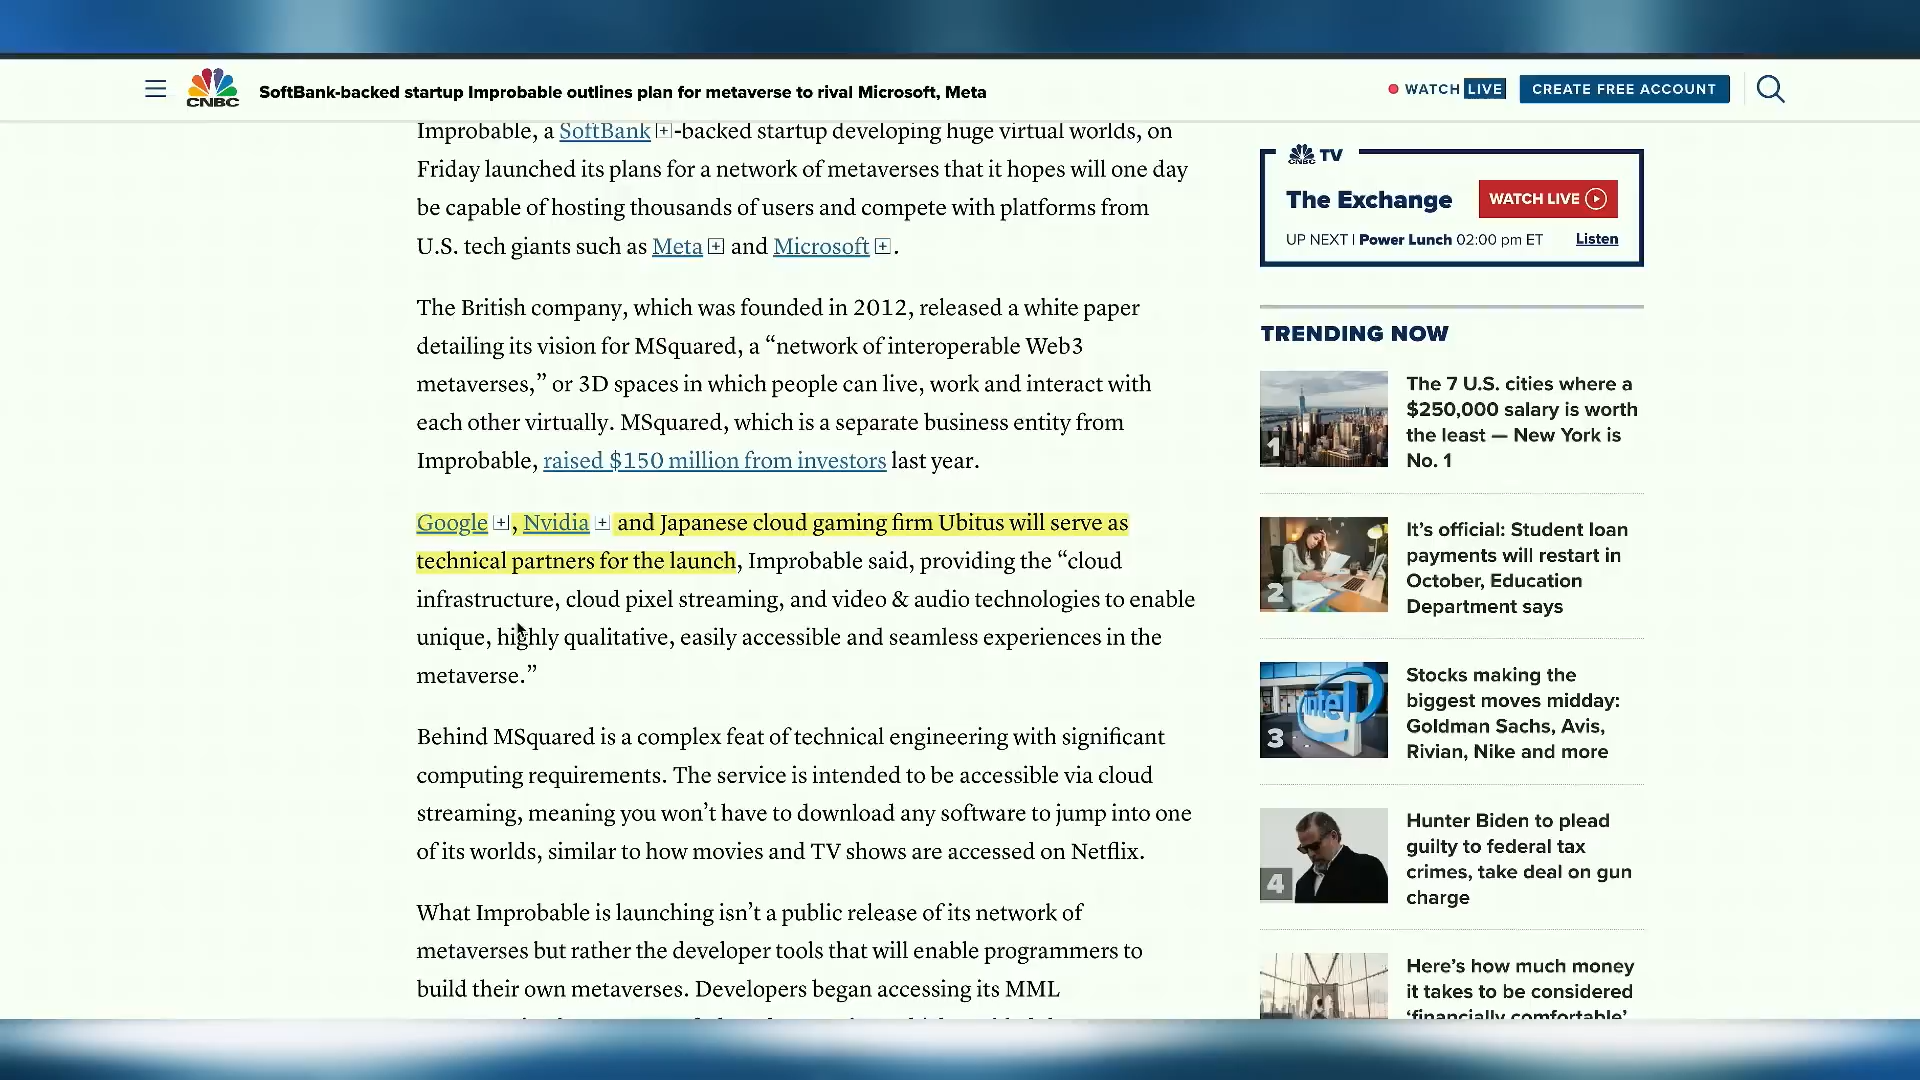 CNBC
SoftBank-backed startup Improbable outlines plan for metaverse to rival Microsoft, Meta
WATCH LIVE
CREATE FREE ACCOUNT
Improbable, a SoftBank-backed startup developing huge virtual worlds, on
Friday launched its plans for a network of metaverses that it hopes will one day
be capable of hosting thousands of users and compete with platforms from
U.S. tech giants such as Meta and Microsoft.
The British company, which was founded in 2012, released a white paper
detailing its vision for MSquared, a “network of interoperable Web3
metaverses,” or 3D spaces in which people can live, work and interact with
each other virtually. MSquared, which is a separate business entity from
Improbable, raised $150 million from investors last year.
Google, Nvidia and Japanese cloud gaming firm Ubitus will serve as
technical partners for the launch, Improbable said, providing the “cloud
infrastructure, cloud pixel streaming, and video & audio technologies to enable
unique, highly qualitative, easily accessible and seamless experiences in the
metaverse.”
Behind MSquared is a complex feat of technical engineering with significant
computing requirements. The service is intended to be accessible via cloud
streaming, meaning you won’t have to download any software to jump into one
of its worlds, similar to how movies and TV shows are accessed on Netflix.
What Improbable is launching isn’t a public release of its network of
metaverses but rather the developer tools that will enable programmers to
build their own metaverses. Developers began accessing its MML
CNBC TV
The Exchange
WATCH LIVE
UP NEXT | Power Lunch 02:00 pm ET
Listen
TRENDING NOW
1
The 7 U.S. cities where a
$250,000 salary is worth
the least — New York is
No. 1
2
It’s official: Student loan
payments will restart in
October, Education
Department says
intel
3
Stocks making the
biggest moves midday:
Goldman Sachs, Avis,
Rivian, Nike and more
4
Hunter Biden to plead
guilty to federal tax
crimes, take deal on gun
charge
Here’s how much money
it takes to be considered
‘financially comfortable’